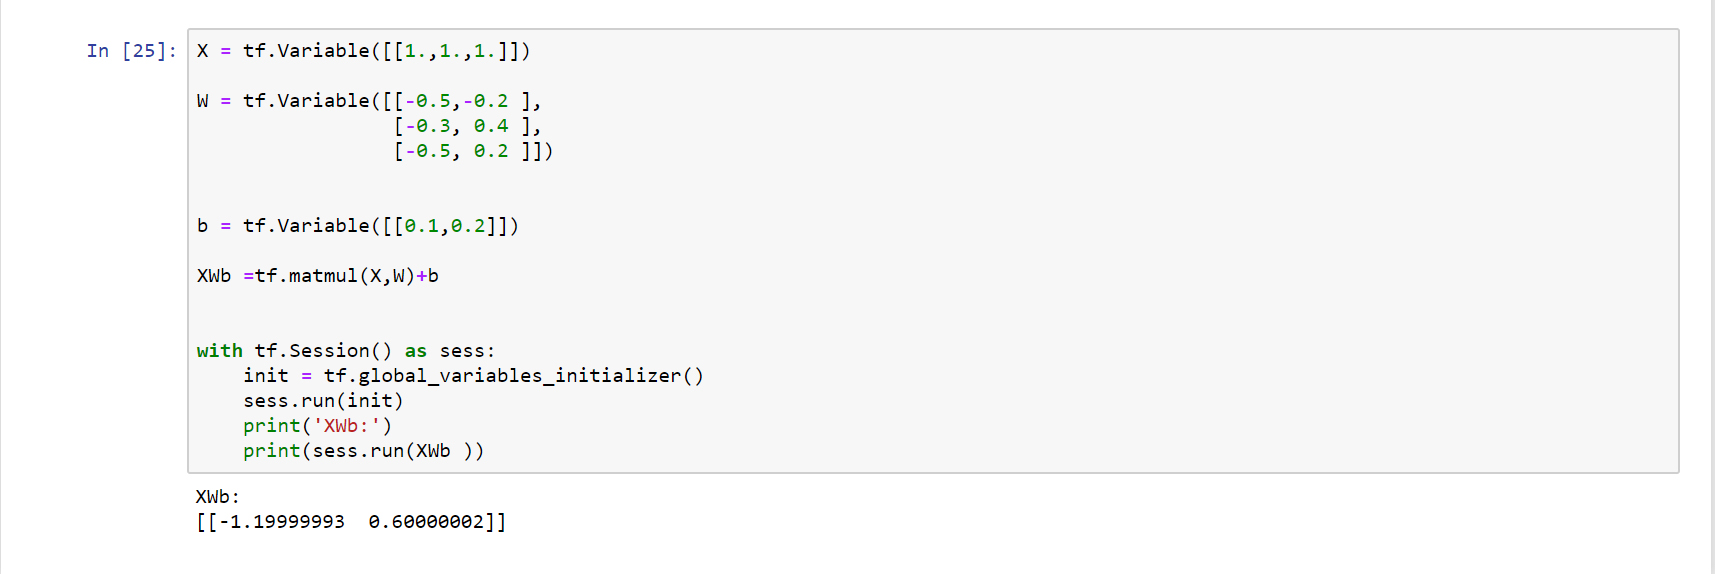 In [25]: X = tf.Variable([[1.,1.,1.]])
W = tf.Variable([[-0.5,-0.2 ],
                 [-0.3, 0.4 ],
                 [-0.5, 0.2 ]])
b = tf.Variable([[0.1,0.2]])
XWb =tf.matmul(X,W)+b
with tf.Session() as sess:
    init = tf.global_variables_initializer()
    sess.run(init)
    print('XWb:')
    print(sess.run(XWb ))
XWb:
[[-1.19999993  0.60000002]]